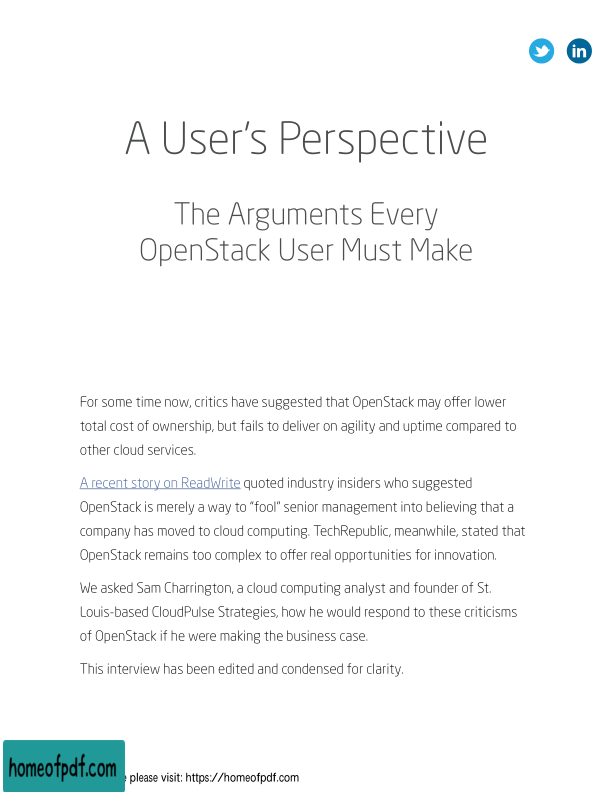 in
A User's Perspective
The Arguments Every
OpenStack User Must Make
For some time now, critics have suggested that OpenStack may offer lower
total cost of ownership, but fails to deliver on agility and uptime compared to
other cloud services.
A recent story on ReadWrite quoted industry insiders who suggested
OpenStack is merely a way to "fool" senior management into believing that a
company has moved to cloud computing. TechRepublic, meanwhile, stated that
OpenStack remains too complex to offer real opportunities for innovation.
We asked Sam Charrington, a cloud computing analyst and founder of St.
Louis-based CloudPulse Strategies, how he would respond to these criticisms
of OpenStack if he were making the business case.
This interview has been edited and condensed for clarity.
homeofpdf.com
please visit: https://homeofpdf.com